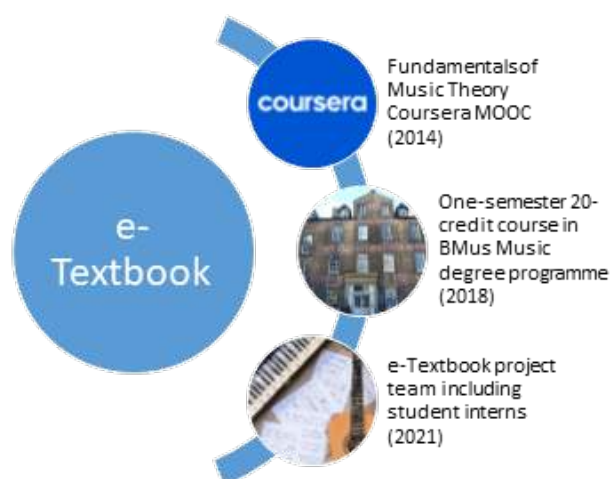 coursera
Fundamentalsof
Music Theory
Coursera MOOC
(2014)
e-
Textbook
One-semester 20-
credit course in
BMus Music
degree programme
(2018)
e-Textbook project
team including
student interns
(2021)